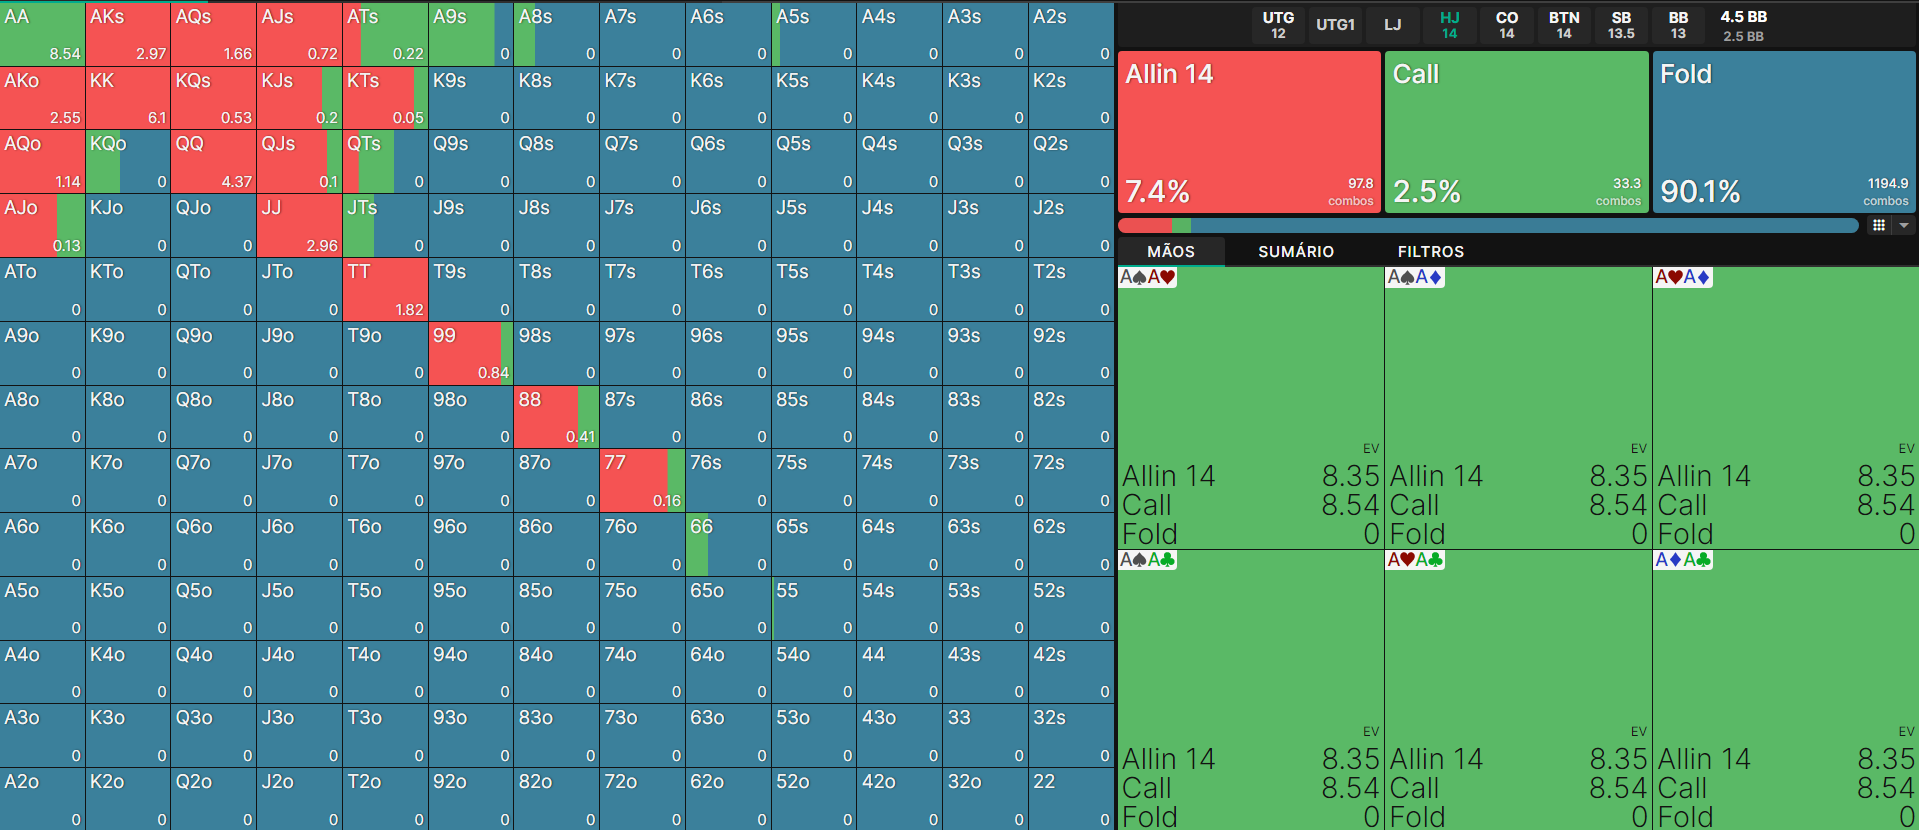 AA AKs AQs AJs ATs A9s A8s A7s A6s A5s A4s A3s A2s
8.54 2.97 1.66 0.72 0.22 0 0 0 0 0 0 0 0
AKo KK KQs KJs KTs K9s K8s K7s K6s K5s K4s K3s K2s
2.55 6.1 0.53 0.2 0.05 0 0 0 0 0 0 0 0
AQo KQo QQ QJs QTs Q9s Q8s Q7s Q6s Q5s Q4s Q3s Q2s
1.14 0 4.37 0.1 0 0 0 0 0 0 0 0 0
AJo KJo QJo JJ JTs J9s J8s J7s J6s J5s J4s J3s J2s
0.13 0 0 2.96 0 0 0 0 0 0 0 0 0
ATo KTo QTo JTo TT T9s T8s T7s T6s T5s T4s T3s T2s
0 0 0 0 1.82 0 0 0 0 0 0 0 0
A9o K9o Q9o J9o T9o 99 98s 97s 96s 95s 94s 93s 92s
0 0 0 0 0 0.84 0 0 0 0 0 0 0
A8o K8o Q8o J8o T8o 98o 88 87s 86s 85s 84s 83s 82s
0 0 0 0 0 0 0.41 0 0 0 0 0 0
A7o K7o Q7o J7o T7o 97o 87o 77 76s 75s 74s 73s 72s
0 0 0 0 0 0 0 0.16 0 0 0 0 0
A6o K6o Q6o J6o T6o 96o 86o 76o 66 65s 64s 63s 62s
0 0 0 0 0 0 0 0 0 0 0 0 0
A5o K5o Q5o J5o T5o 95o 85o 75o 65o 55 54s 53s 52s
0 0 0 0 0 0 0 0 0 0 0 0 0
A4o K4o Q4o J4o T4o 94o 84o 74o 64o 54o 44 43s 42s
0 0 0 0 0 0 0 0 0 0 0 0 0
A3o K3o Q3o J3o T3o 93o 83o 73o 63o 53o 43o 33 32s
0 0 0 0 0 0 0 0 0 0 0 0 0
A2o K2o Q2o J2o T2o 92o 82o 72o 62o 52o 42o 32o 22
0 0 0 0 0 0 0 0 0 0 0 0 0
UTG UTG1 LJ HJ CO BTN SB BB 4.5 BB
12 14 14 14 13.5 13 2.5 BB
Allin 14 Call Fold
7.4% 97.8 combos 2.5% 33.3 combos 90.1% 1194.9 combos
MÃOS SUMÁRIO FILTROS
A♠A♥ A♠A♦ A♥A♦
EV EV EV
Allin 14 8.35 Allin 14 8.35 Allin 14 8.35
Call 8.54 Call 8.54 Call 8.54
Fold 0 Fold 0 Fold 0
A♠A♣ A♥A♣ A♦A♣
EV EV EV
Allin 14 8.35 Allin 14 8.35 Allin 14 8.35
Call 8.54 Call 8.54 Call 8.54
Fold 0 Fold 0 Fold 0